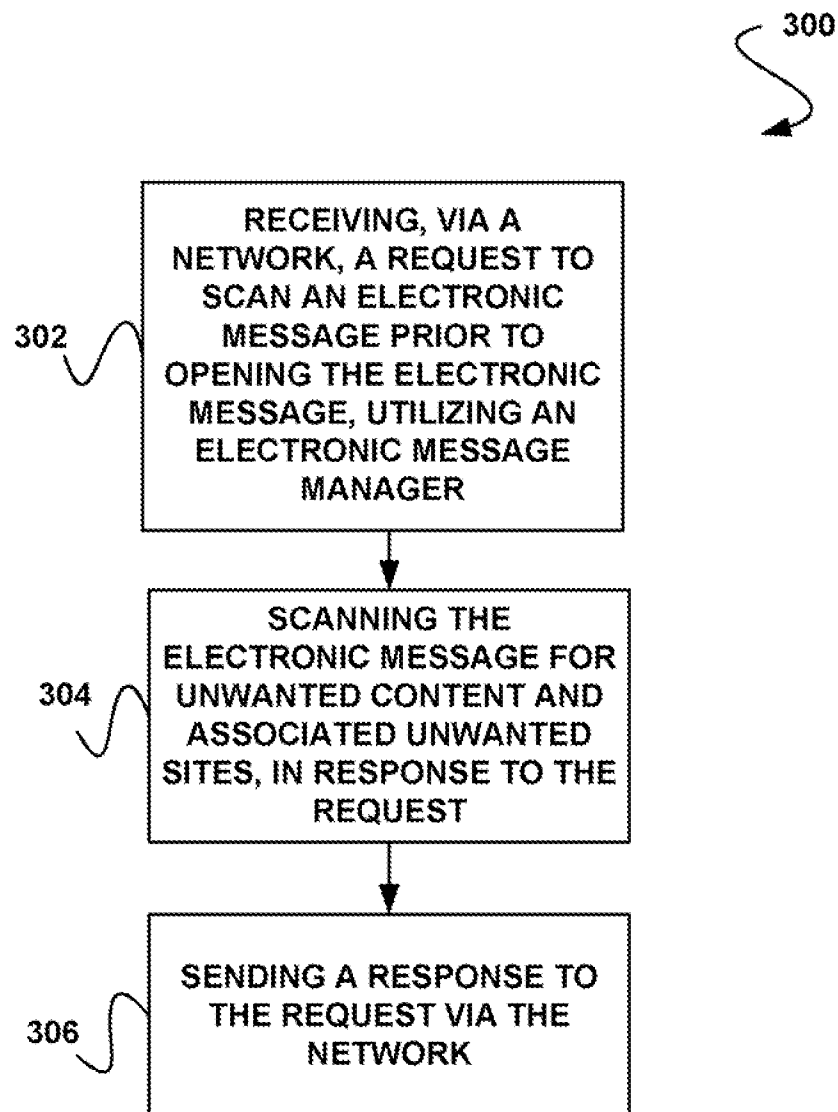 300
RECEIVING, VIA A
NETWORK, A REQUEST TO
SCAN AN ELECTRONIC
MESSAGE PRIOR TO
OPENING THE ELECTRONIC
MESSAGE, UTILIZING AN
ELECTRONIC MESSAGE
MANAGER
302
SCANNING THE
ELECTRONIC MESSAGE FOR
UNWANTED CONTENT AND
ASSOCIATED UNWANTED
SITES, IN RESPONSE TO THE
REQUEST
304
SENDING A RESPONSE TO
THE REQUEST VIA THE
NETWORK
306